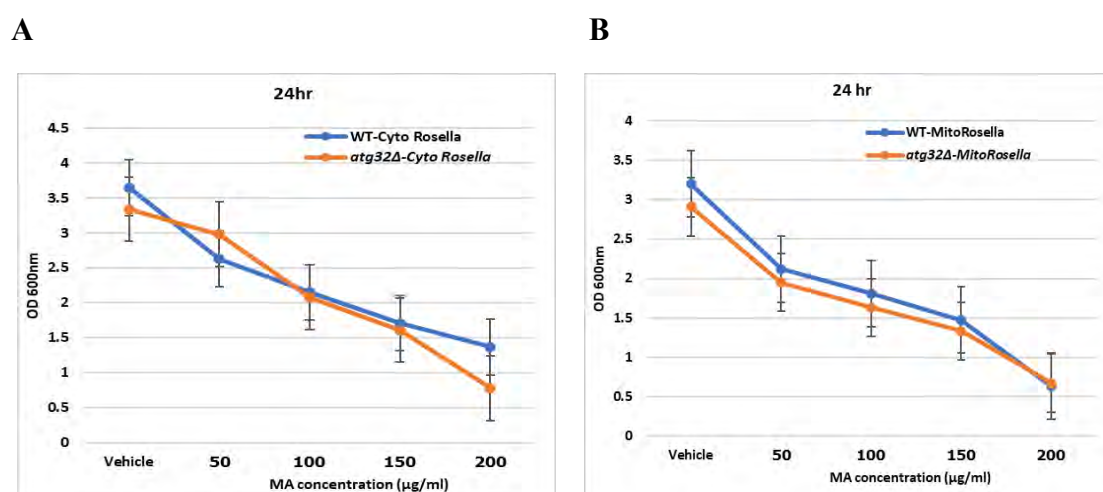 A
B
24hr
WT-Cyto Rosella
atg32Δ-Cyto Rosella
4.5
4
3.5
3
2.5
2
1.5
1
0.5
0
OD 600nm
Vehicle 50 100 150 200
MA concentration (µg/ml)
24 hr
WT-MitoRosella
atg32Δ-MitoRosella
4
3.5
3
2.5
2
1.5
1
0.5
0
OD 600nm
Vehicle 50 100 150 200
MA concentration (µg/ml)